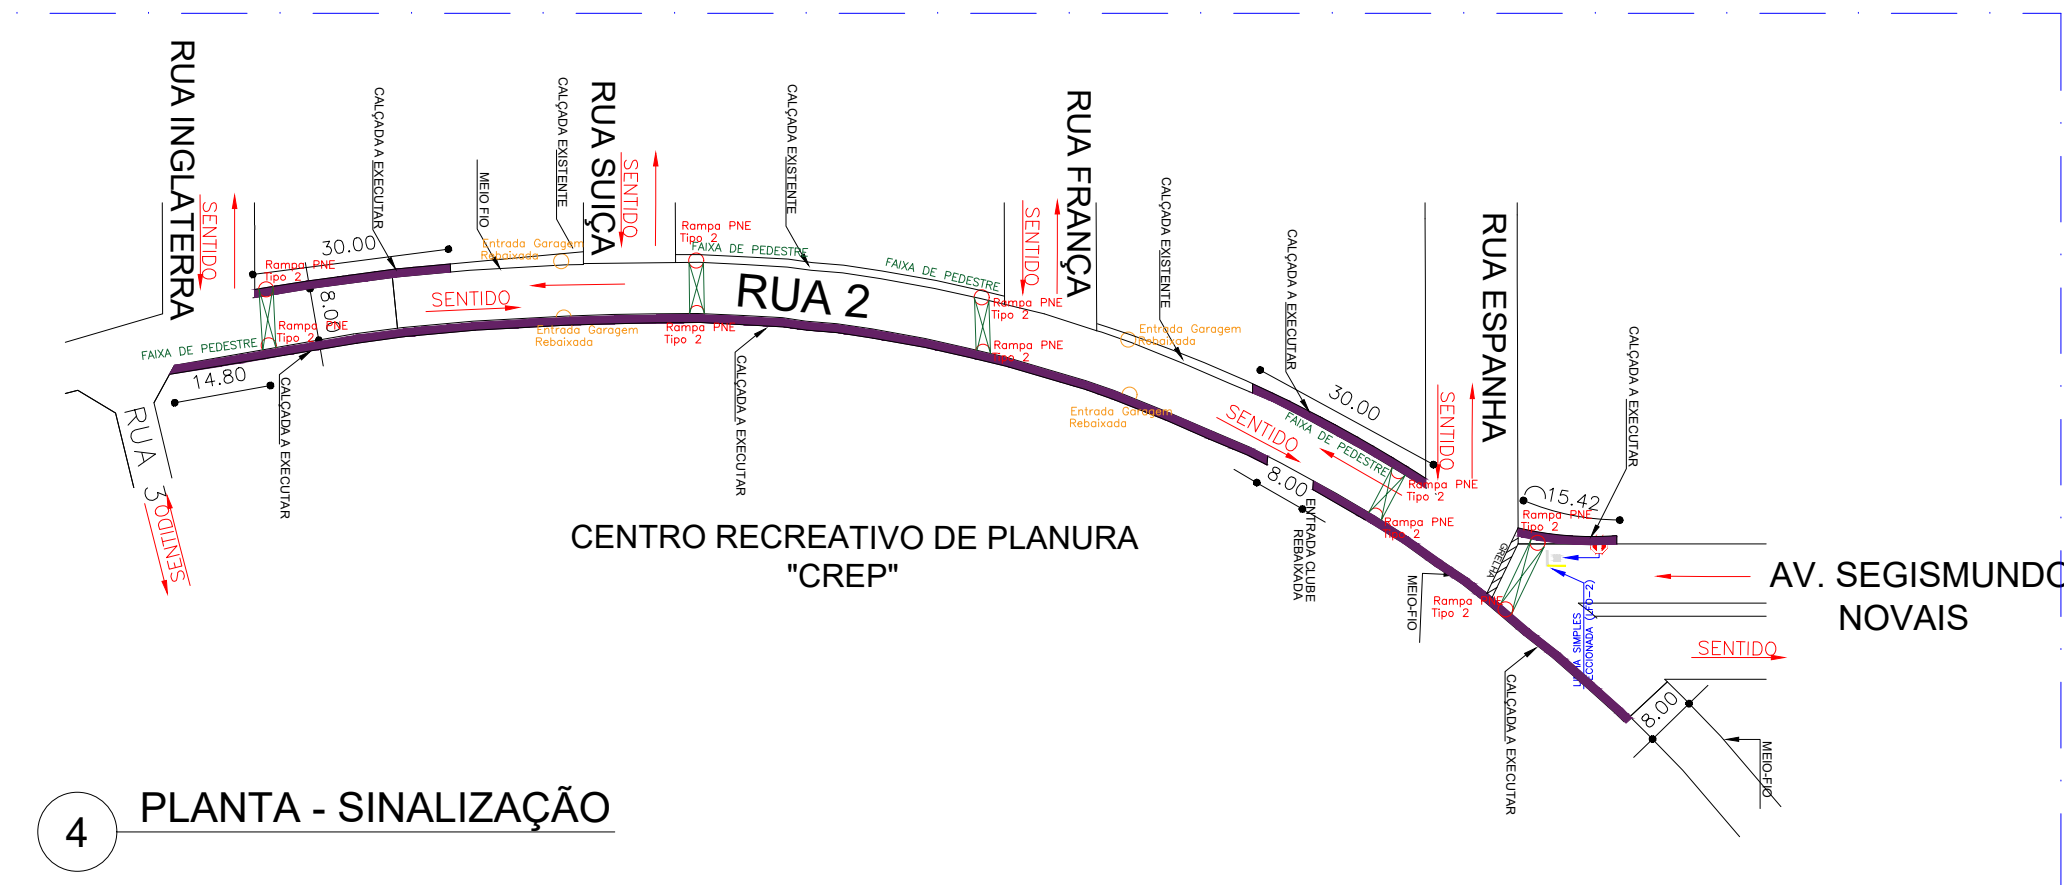 RUA INGLATERRA
SENTIDO
CALÇADA A EXECUTAR
30.00
MEIO FIO
CALÇADA EXISTENTE
RUA SUIÇA
SENTIDO
CALÇADA EXISTENTE
RUA FRANÇA
SENTIDO
CALÇADA EXISTENTE
CALÇADA A EXECUTAR
RUA ESPANHA
SENTIDO
CALÇADA A EXECUTAR
Rampa PNE
Tipo 2
8.00
Rampa PNE
Tipo 2
FAIXA DE PEDESTRE
14.80
CALÇADA A EXECUTAR
RUA 3
SENTIDO
SENTIDO
Entrada Garagem
Rebaixada
Entrada Garagem
Rebaixada
Rampa PNE
Tipo 2
FAIXA DE PEDESTRE
Rampa PNE
Tipo 2
RUA 2
CALÇADA A EXECUTAR
FAIXA DE PEDESTRE
Rampa PNE
Tipo 2
Rampa PNE
Tipo 2
Entrada Garagem
Rebaixada
Entrada Garagem
Rebaixada
30.00
FAIXA DE PEDESTRE
SENTIDO
8.00
ENTRADA CLUBE
REBAIXADA
Rampa PNE
Tipo 2
Rampa PNE
Tipo 2
MEIO-FIO
15.42
Rampa PNE
Tipo 2
GRELHA
Rampa PNE
Tipo 2
CALÇADA A EXECUTAR
AV. SEGISMUNDO
NOVAIS
SENTIDO
8.00
MEIO-FIO
CENTRO RECREATIVO DE PLANURA
"CREP"
4
PLANTA - SINALIZAÇÃO